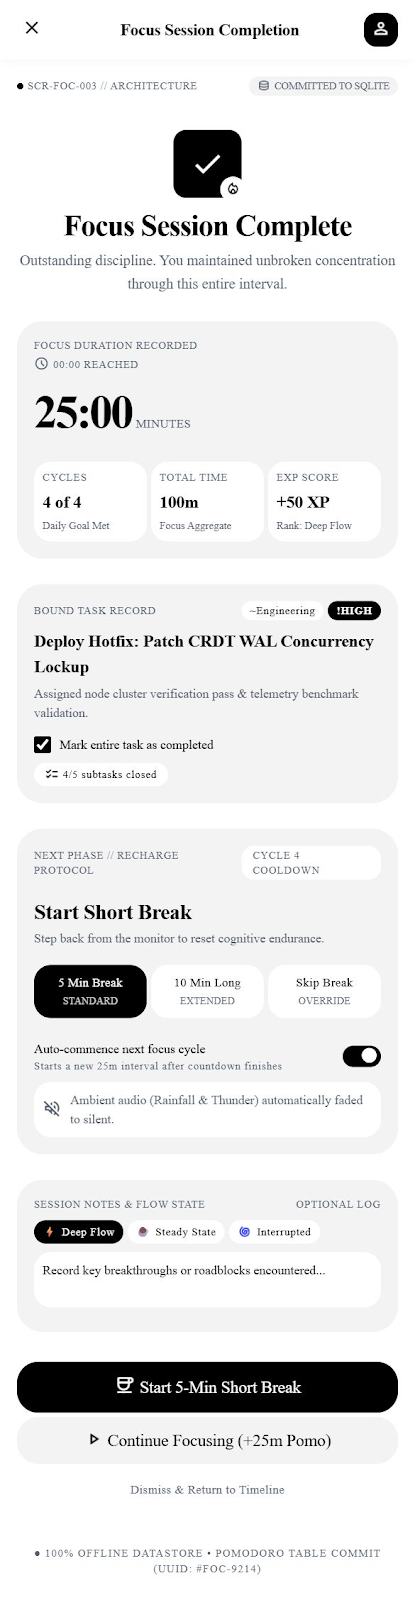 Focus Session Completion
SCR-FOC-003 // ARCHITECTURE
COMMITTED TO SQLITE
Focus Session Complete
Outstanding discipline. You maintained unbroken concentration
through this entire interval.
FOCUS DURATION RECORDED
00:00 REACHED
25:00 MINUTES
CYCLES
4 of 4
Daily Goal Met
TOTAL TIME
100m
Focus Aggregate
EXP SCORE
+50 XP
Rank: Deep Flow
BOUND TASK RECORD
~Engineering
!HIGH
Deploy Hotfix: Patch CRDT WAL Concurrency
Lockup
Assigned node cluster verification pass & telemetry benchmark
validation.
Mark entire task as completed
4/5 subtasks closed
NEXT PHASE // RECHARGE
PROTOCOL
CYCLE 4
COOLDOWN
Start Short Break
Step back from the monitor to reset cognitive endurance.
5 Min Break
STANDARD
10 Min Long
EXTENDED
Skip Break
OVERRIDE
Auto-commence next focus cycle
Starts a new 25m interval after countdown finishes
Ambient audio (Rainfall & Thunder) automatically faded
to silent.
SESSION NOTES & FLOW STATE
OPTIONAL LOG
Deep Flow
Steady State
Interrupted
Record key breakthroughs or roadblocks encountered...
Start 5-Min Short Break
Continue Focusing (+25m Pomo)
Dismiss & Return to Timeline
● 100% OFFLINE DATASTORE • POMODORO TABLE COMMIT
(UUID: #FOC-9214)